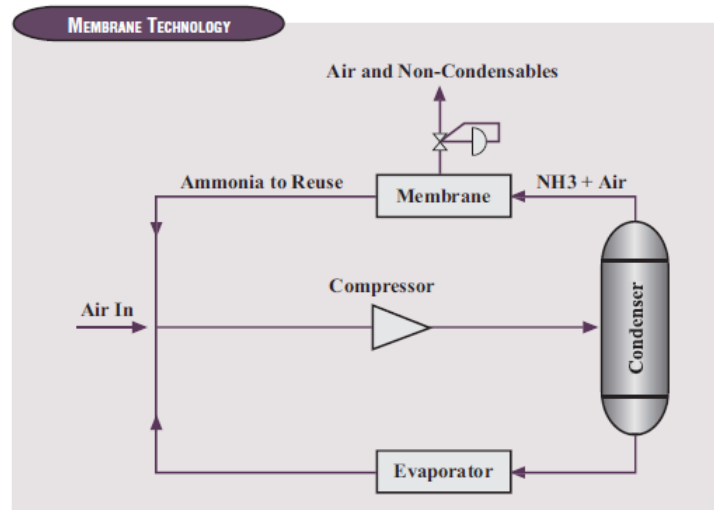 MEMBRANE TECHNOLOGY
Air and Non-Condensables
Ammonia to Reuse
Membrane
NH3 + Air
Compressor
Air In
Condenser
Evaporator